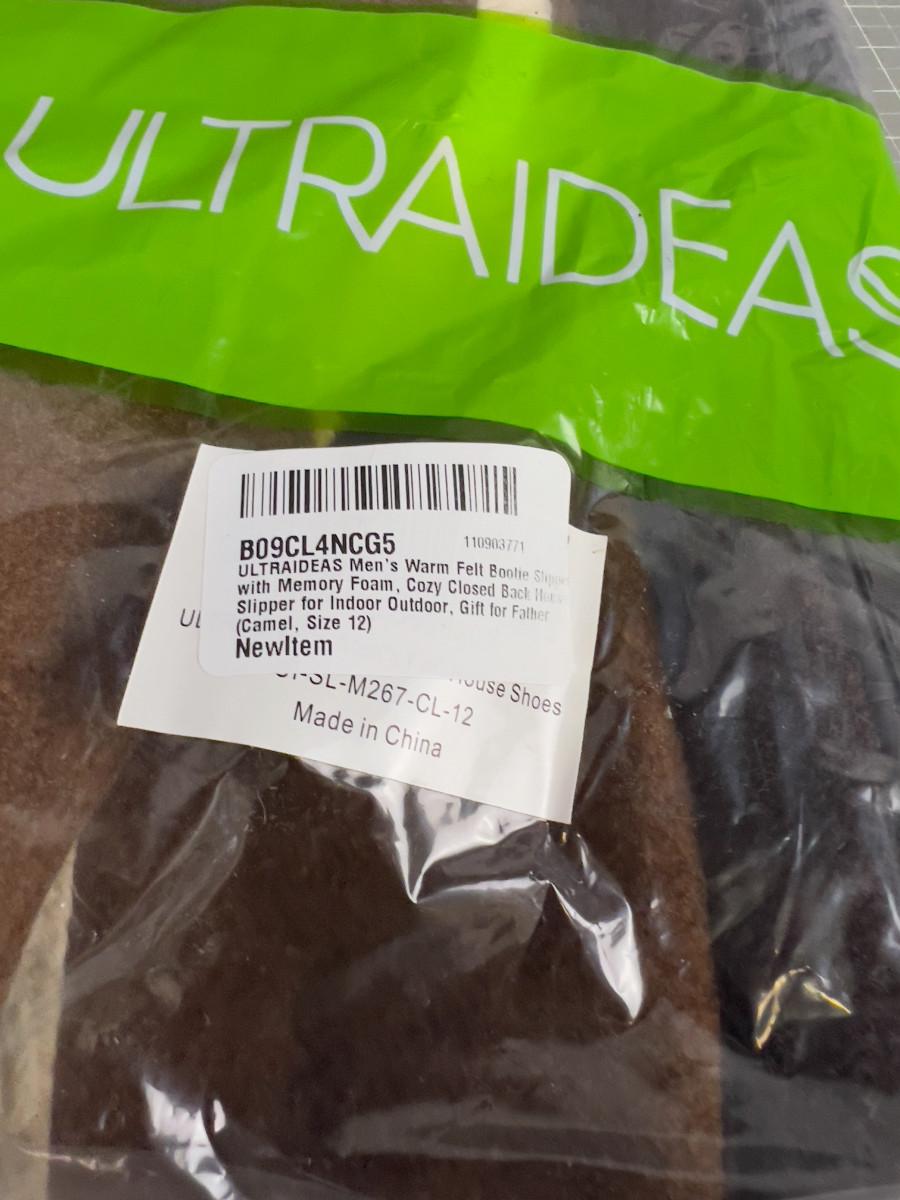 ULTRAIDEAS
B09CL4NCG5 110903771
ULTRAIDEAS Men's Warm Felt Bootie
with Memory Foam, Cozy Closed Back
Slipper for Indoor Outdoor, Gift for Father
(Camel, Size 12)
NewItem
House Shoes
-SL-M267-CL-12
Made in China